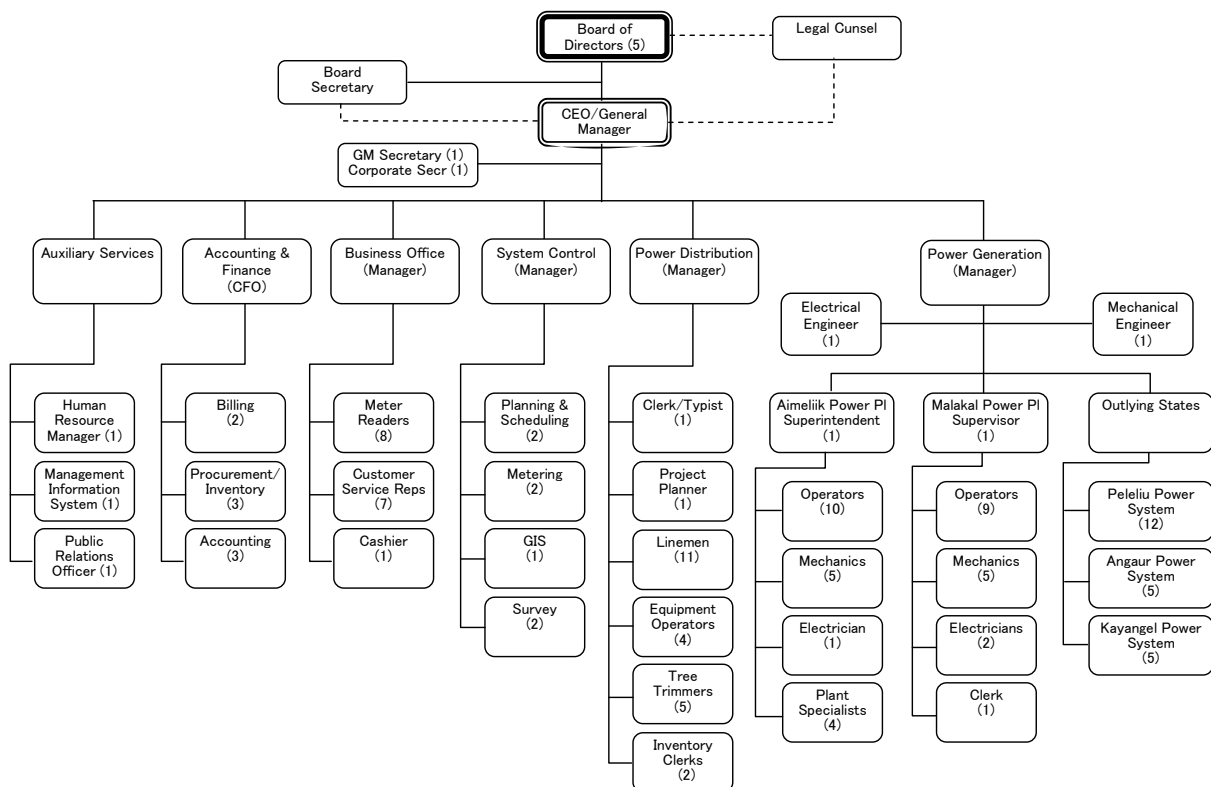 Board of
Directors (5)
Legal Cunsel
Board
Secretary
CEO/General
Manager
GM Secretary (1)
Corporate Secr (1)
Auxiliary Services
Accounting &
Finance
(CFO)
Business Office
(Manager)
System Control
(Manager)
Power Distribution
(Manager)
Power Generation
(Manager)
Electrical
Engineer
(1)
Mechanical
Engineer
(1)
Human
Resource
Manager (1)
Management
Information
System (1)
Public
Relations
Officer (1)
Billing
(2)
Procurement/
Inventory
(3)
Accounting
(3)
Meter
Readers
(8)
Customer
Service Reps
(7)
Cashier
(1)
Planning &
Scheduling
(2)
Metering
(2)
GIS
(1)
Survey
(2)
Clerk/Typist
(1)
Project
Planner
(1)
Linemen
(11)
Equipment
Operators
(4)
Tree
Trimmers
(5)
Inventory
Clerks
(2)
Aimeliik Power Pl
Superintendent
(1)
Operators
(10)
Mechanics
(5)
Electrician
(1)
Plant
Specialists
(4)
Malakal Power Pl
Supervisor
(1)
Operators
(9)
Mechanics
(5)
Electricians
(2)
Clerk
(1)
Outlying States
Peleliu Power
System
(12)
Angaur Power
System
(5)
Kayangel Power
System
(5)